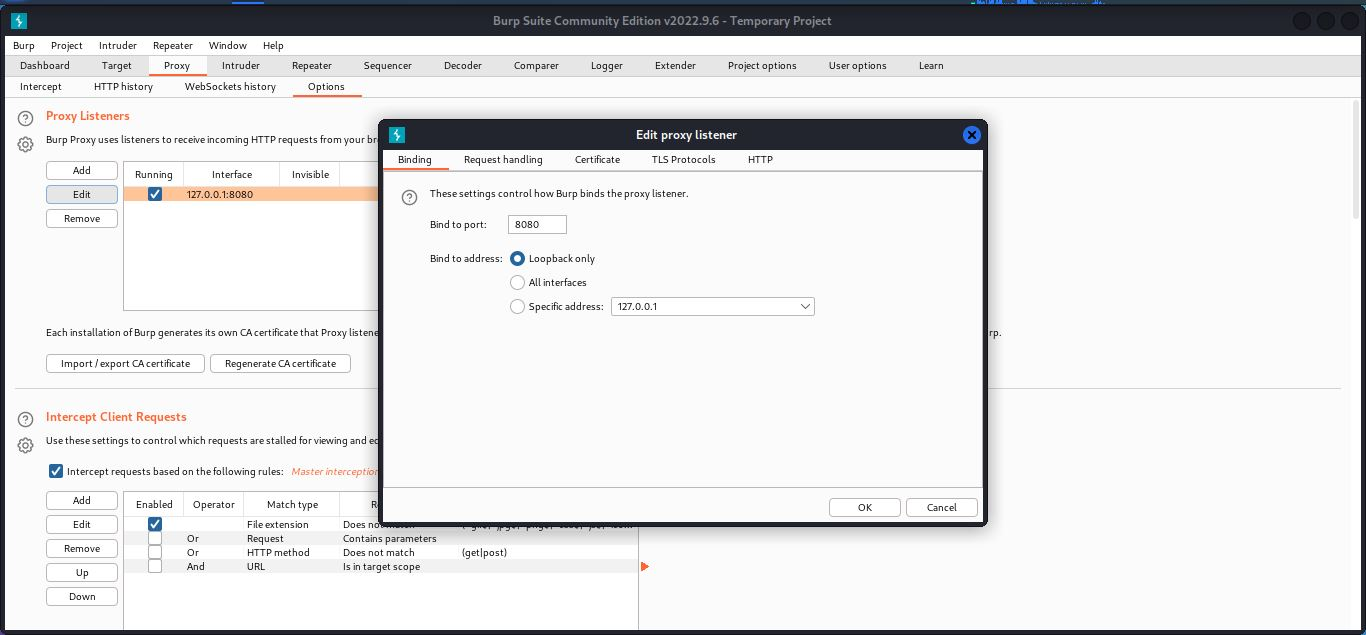 Burp Suite Community Edition v2022.9.6 - Temporary Project
Burp Project Intruder Repeater Window Help
Dashboard Target Proxy Intruder Repeater Sequencer Decoder Comparer Logger Extender Project options User options Learn
Intercept HTTP history WebSockets history Options
Proxy Listeners
Burp Proxy uses listeners to receive incoming HTTP requests from your
Add
Running Interface Invisible
Edit
127.0.0.1:8080
Remove
Each installation of Burp generates its own CA certificate that Proxy
Import / export CA certificate Regenerate CA certificate
Intercept Client Requests
Use these settings to control which requests are stalled for viewing and
Intercept requests based on the following rules: Master interception
Add
Enabled Operator Match type
Edit
File extension Does not match
Or Request Contains parameters
Remove
Or HTTP method Does not match (get|post)
And URL Is in target scope
Up
Down
Edit proxy listener
Binding Request handling Certificate TLS Protocols HTTP
These settings control how Burp binds the proxy listener.
Bind to port: 8080
Bind to address: Loopback only
All interfaces
Specific address: 127.0.0.1
OK Cancel